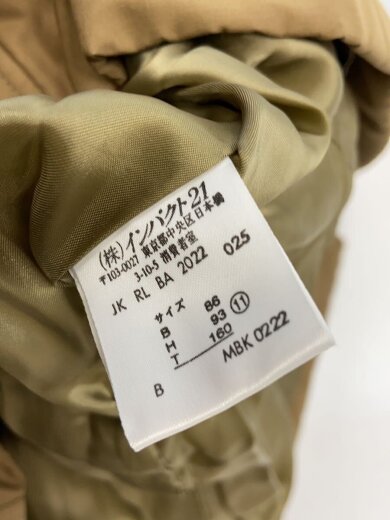 (株)インパクト21
〒103-0027 東京都中央区日本橋
3-10-5 消費者室
JK RL BA 2022 025
サイズ
B 86
H 93 ⑪
T 160
B MBK 0222